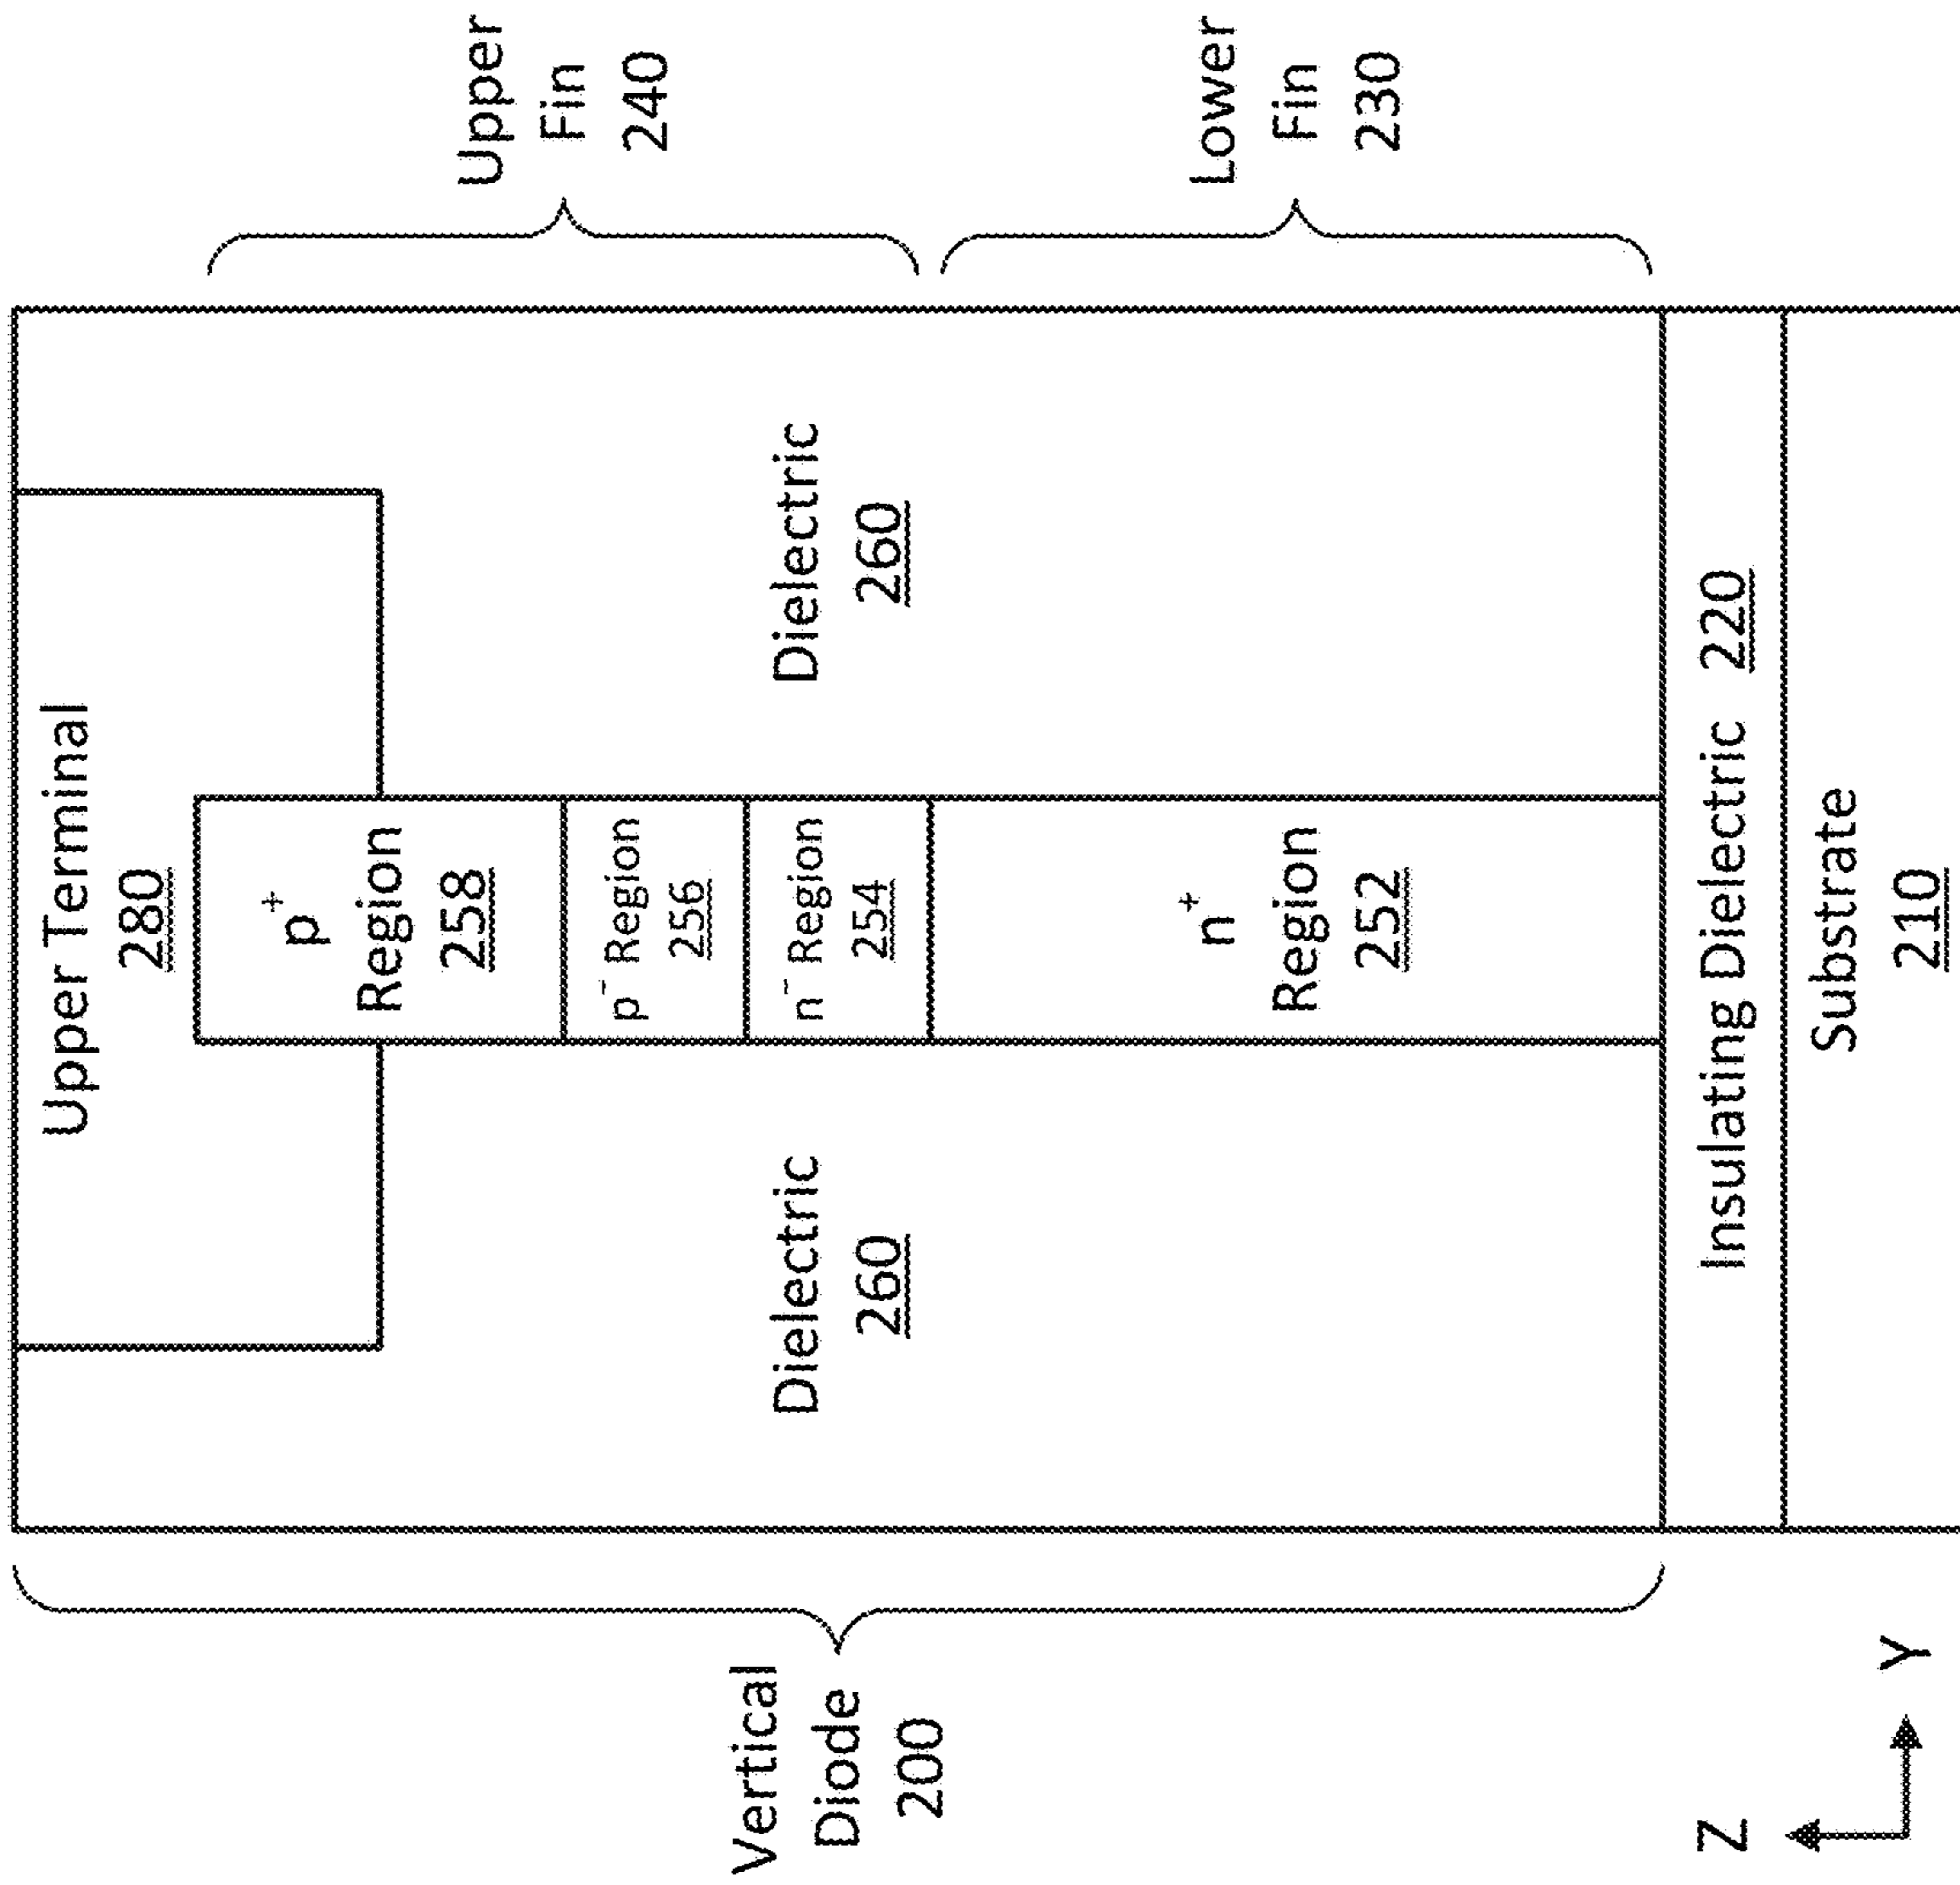 Vertical
Diode
200
Upper Terminal
280
p+
Region
258
p- Region
256
n- Region
254
n+
Region
252
Dielectric
260
Dielectric
260
Insulating Dielectric 220
Substrate
210
Upper
Fin
240
Lower
Fin
230
Z
Y